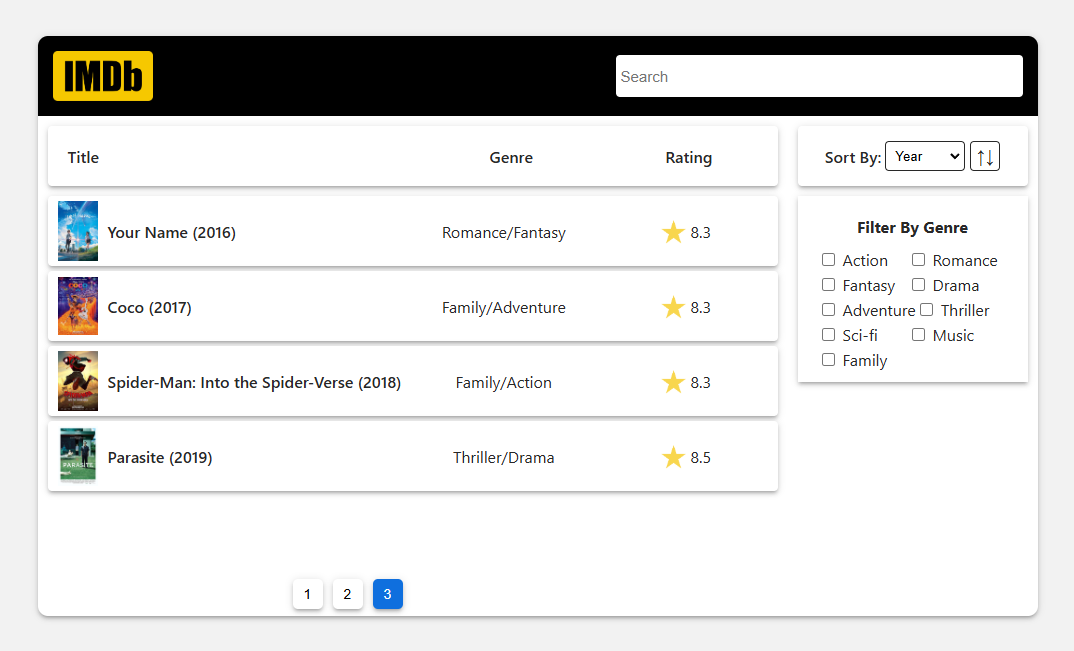 IMDb
Search
Title Genre Rating
Sort By: Year ↑↓
Your Name (2016) Romance/Fantasy 8.3
Coco (2017) Family/Adventure 8.3
Spider-Man: Into the Spider-Verse (2018) Family/Action 8.3
Parasite (2019) Thriller/Drama 8.5
COCO
PARASITE
Filter By Genre
Action Romance
Fantasy Drama
Adventure Thriller
Sci-fi Music
Family
1 2 3